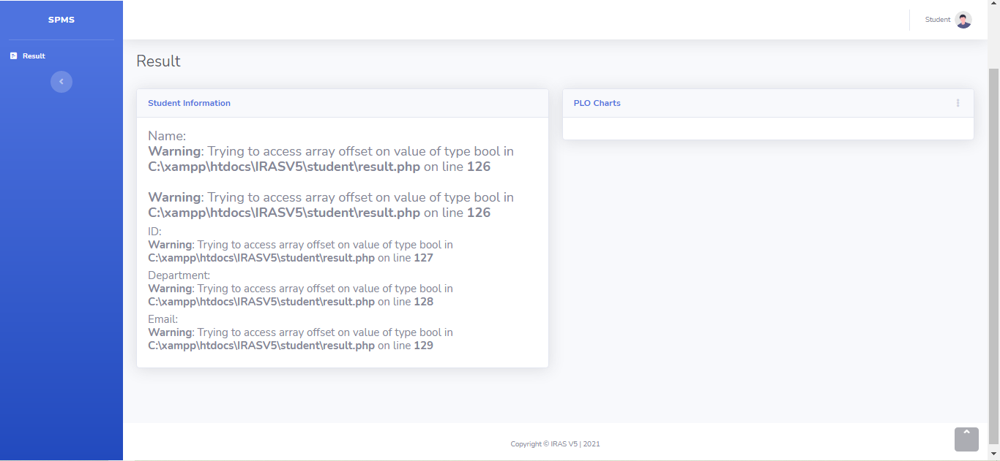 SPMS
Student
Result
Result
Student Information
PLO Charts
Name:
Warning: Trying to access array offset on value of type bool in
C:\xampp\htdocs\IRASV5\student\result.php on line 126
Warning: Trying to access array offset on value of type bool in
C:\xampp\htdocs\IRASV5\student\result.php on line 126
ID:
Warning: Trying to access array offset on value of type bool in
C:\xampp\htdocs\IRASV5\student\result.php on line 127
Department:
Warning: Trying to access array offset on value of type bool in
C:\xampp\htdocs\IRASV5\student\result.php on line 128
Email:
Warning: Trying to access array offset on value of type bool in
C:\xampp\htdocs\IRASV5\student\result.php on line 129
Copyright © IRAS V5 | 2021